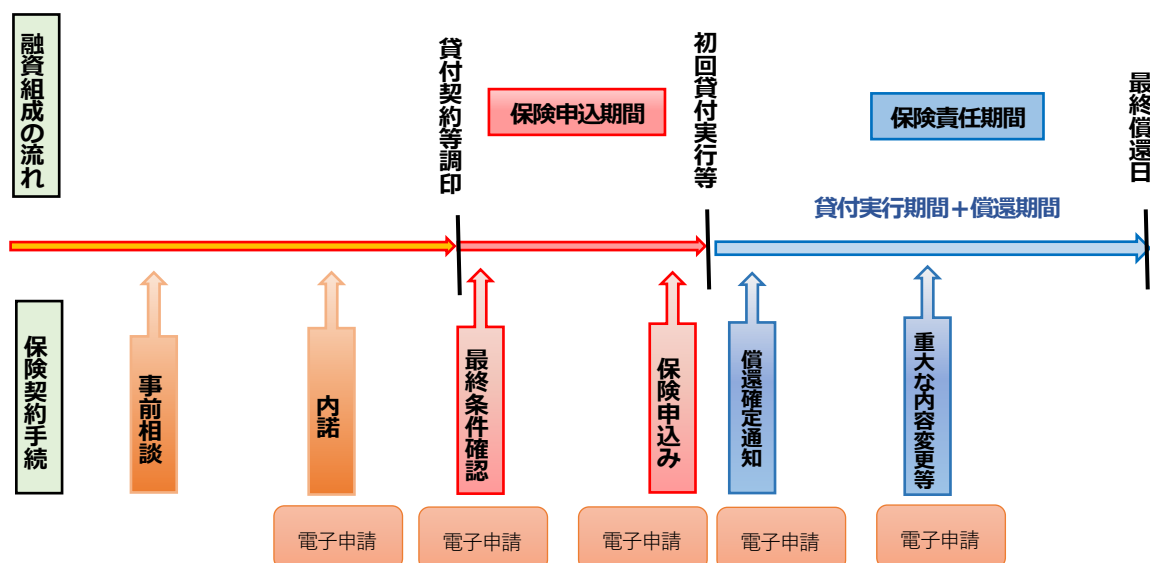 融資組成の流れ
貸付契約等調印
保険申込期間
初回貸付実行等
保険責任期間
最終償還日
貸付実行期間＋償還期間
保険契約手続
事前相談
内諾
最終条件確認
保険申込み
償還確定通知
重大な内容変更等
電子申請
電子申請
電子申請
電子申請
電子申請